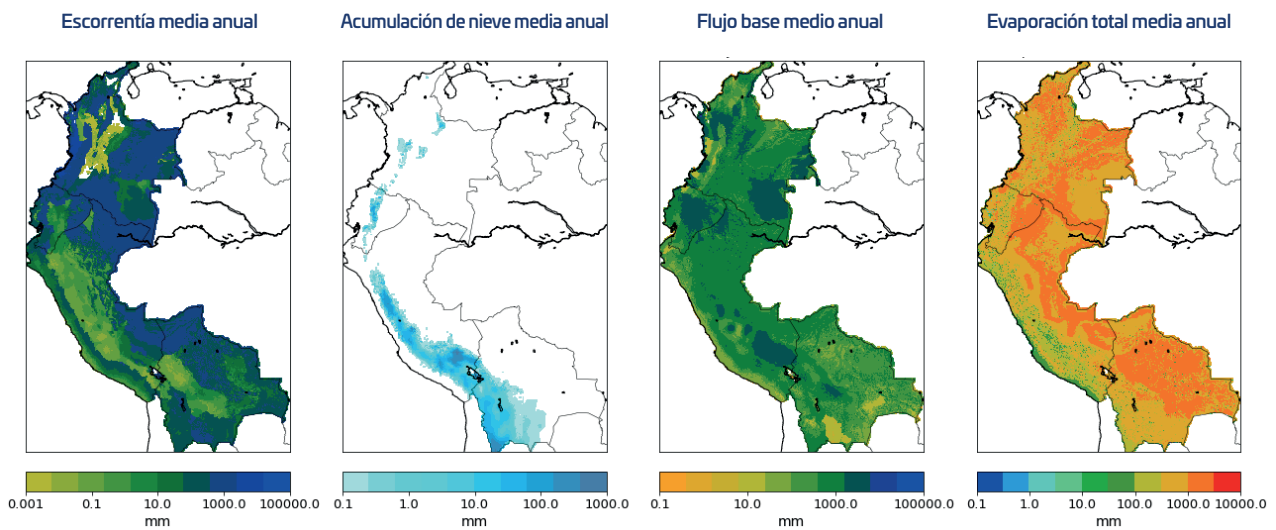 Escorrentía media anual
Acumulación de nieve media anual
Flujo base medio anual
Evaporación total media anual
0.001 0.1 10.0 1000.0 100000.0
mm
0.1 1.0 10.0 100.0 1000.0
mm
0.1 10.0 1000.0 100000.0
mm
0.1 1.0 10.0 100.0 1000.0 10000.0
mm